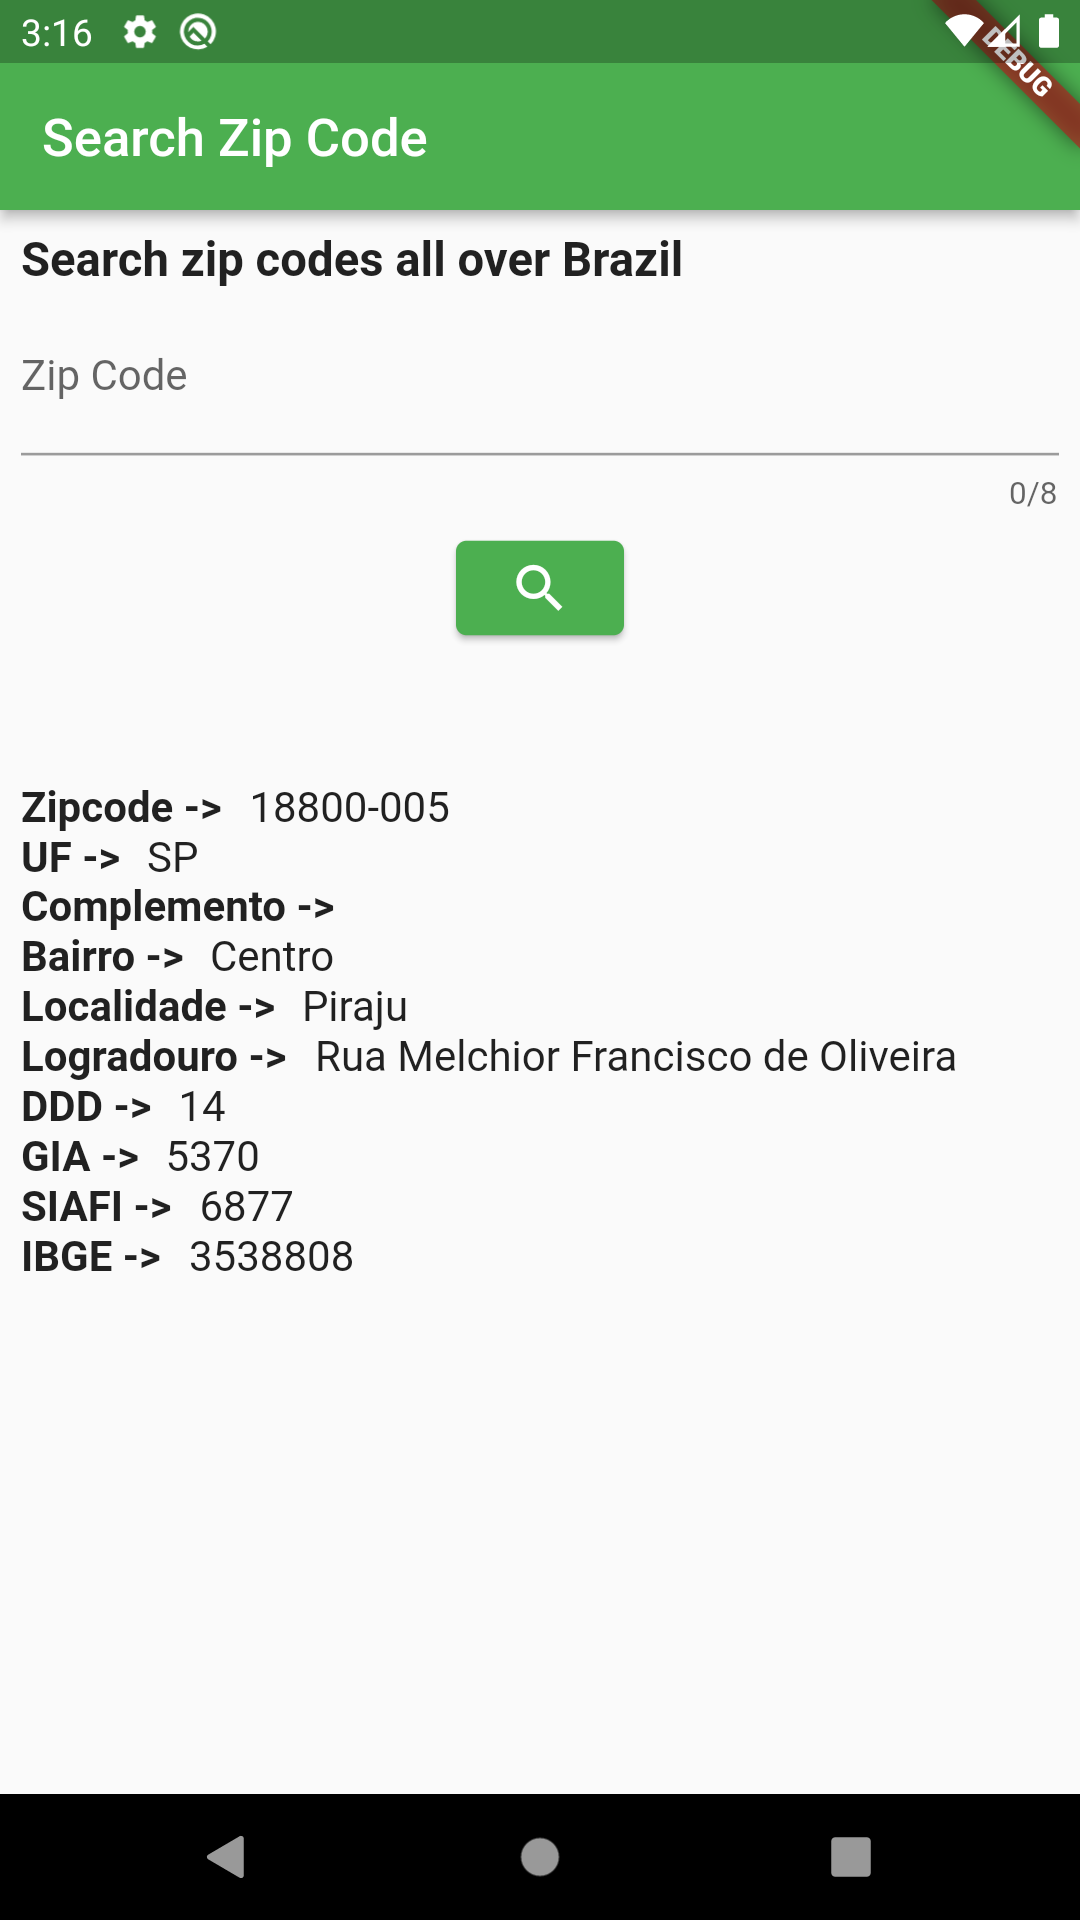 3:16
DEBUG
Search Zip Code
Search zip codes all over Brazil
Zip Code
0/8
Zipcode -> 18800-005
UF -> SP
Complemento ->
Bairro -> Centro
Localidade -> Piraju
Logradouro -> Rua Melchior Francisco de Oliveira
DDD -> 14
GIA -> 5370
SIAFI -> 6877
IBGE -> 3538808